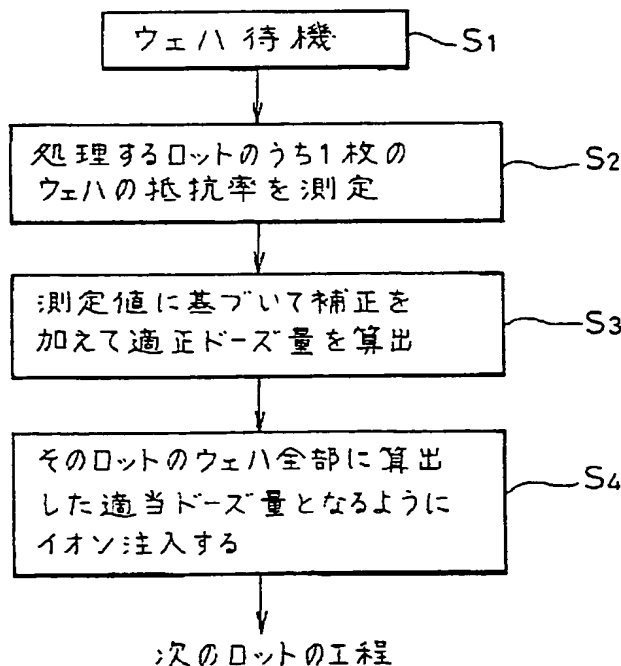 ウェハ待機 S1
処理するロットのうち1枚の
ウェハの抵抗率を測定 S2
測定値に基づいて補正を
加えて適正ドーズ量を算出 S3
そのロットのウェハ全部に算出
した適当ドーズ量となるように
イオン注入する S4
次のロットの工程